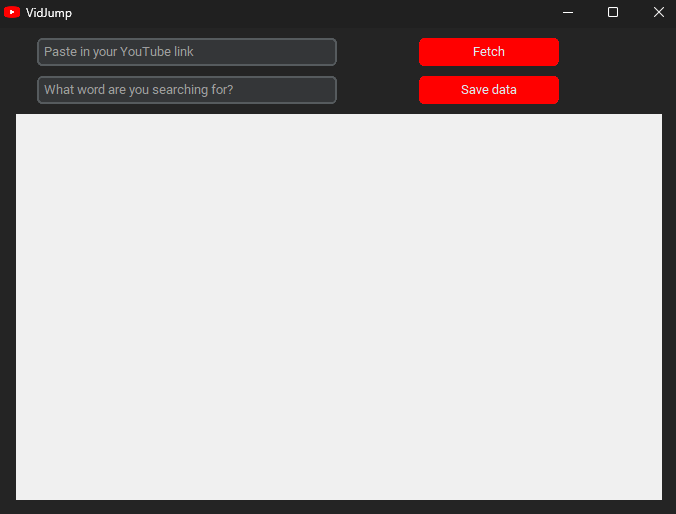 VidJump
Paste in your YouTube link
Fetch
What word are you searching for?
Save data